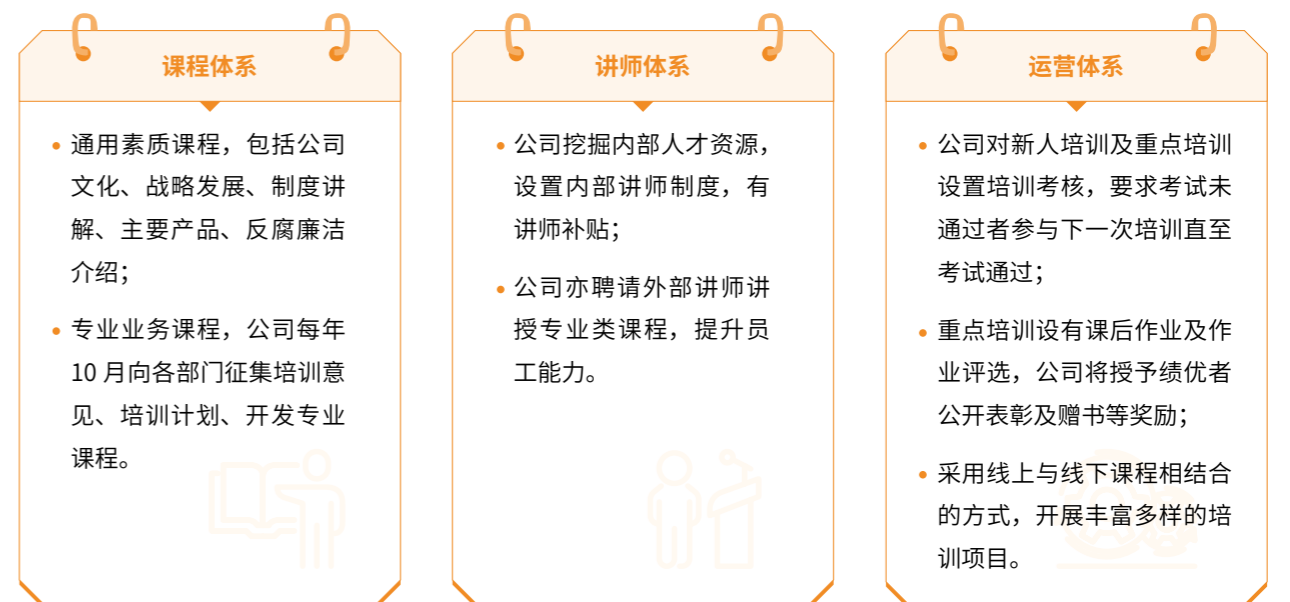 课程体系
• 通用素质课程，包括公司
文化、战略发展、制度讲
解、主要产品、反腐廉洁
介绍；
• 专业业务课程，公司每年
10 月向各部门征集培训意
见、培训计划、开发专业
课程。
讲师体系
• 公司挖掘内部人才资源，
设置内部讲师制度，有
讲师补贴；
• 公司亦聘请外部讲师讲
授专业类课程，提升员
工能力。
运营体系
• 公司对新人培训及重点培训
设置培训考核，要求考试未
通过者参与下一次培训直至
考试通过；
• 重点培训设有课后作业及作
业评选，公司将授予绩优者
公开表彰及赠书等奖励；
• 采用线上与线下课程相结合
的方式，开展丰富多样的培
训项目。